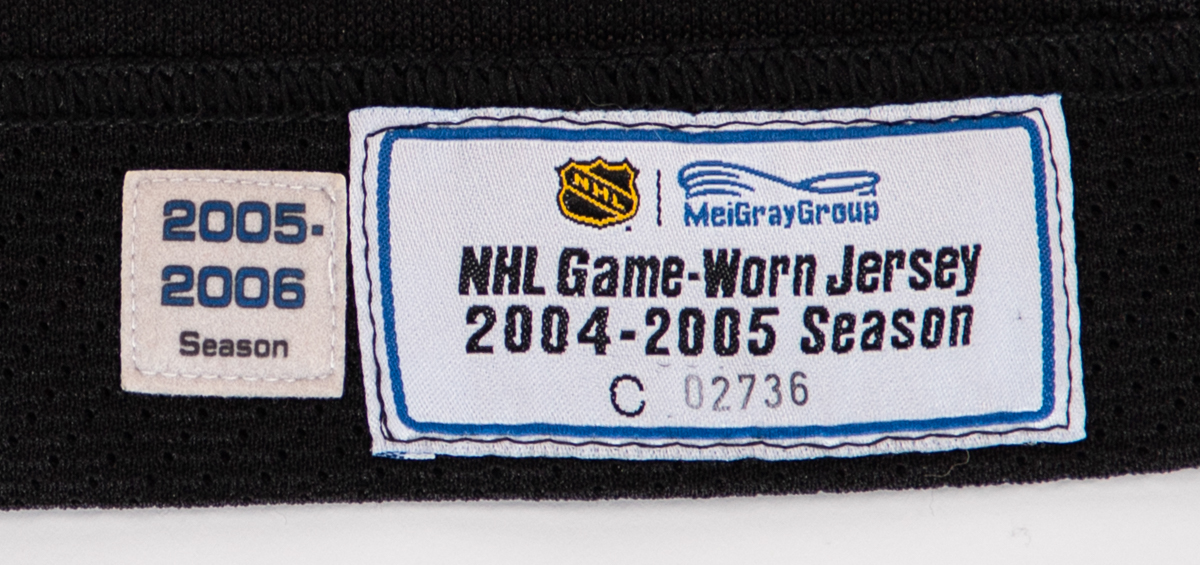 2005-
2006
Season
NHL
MeiGrayGroup
NHL Game-Worn Jersey
2004-2005 Season
C 02736